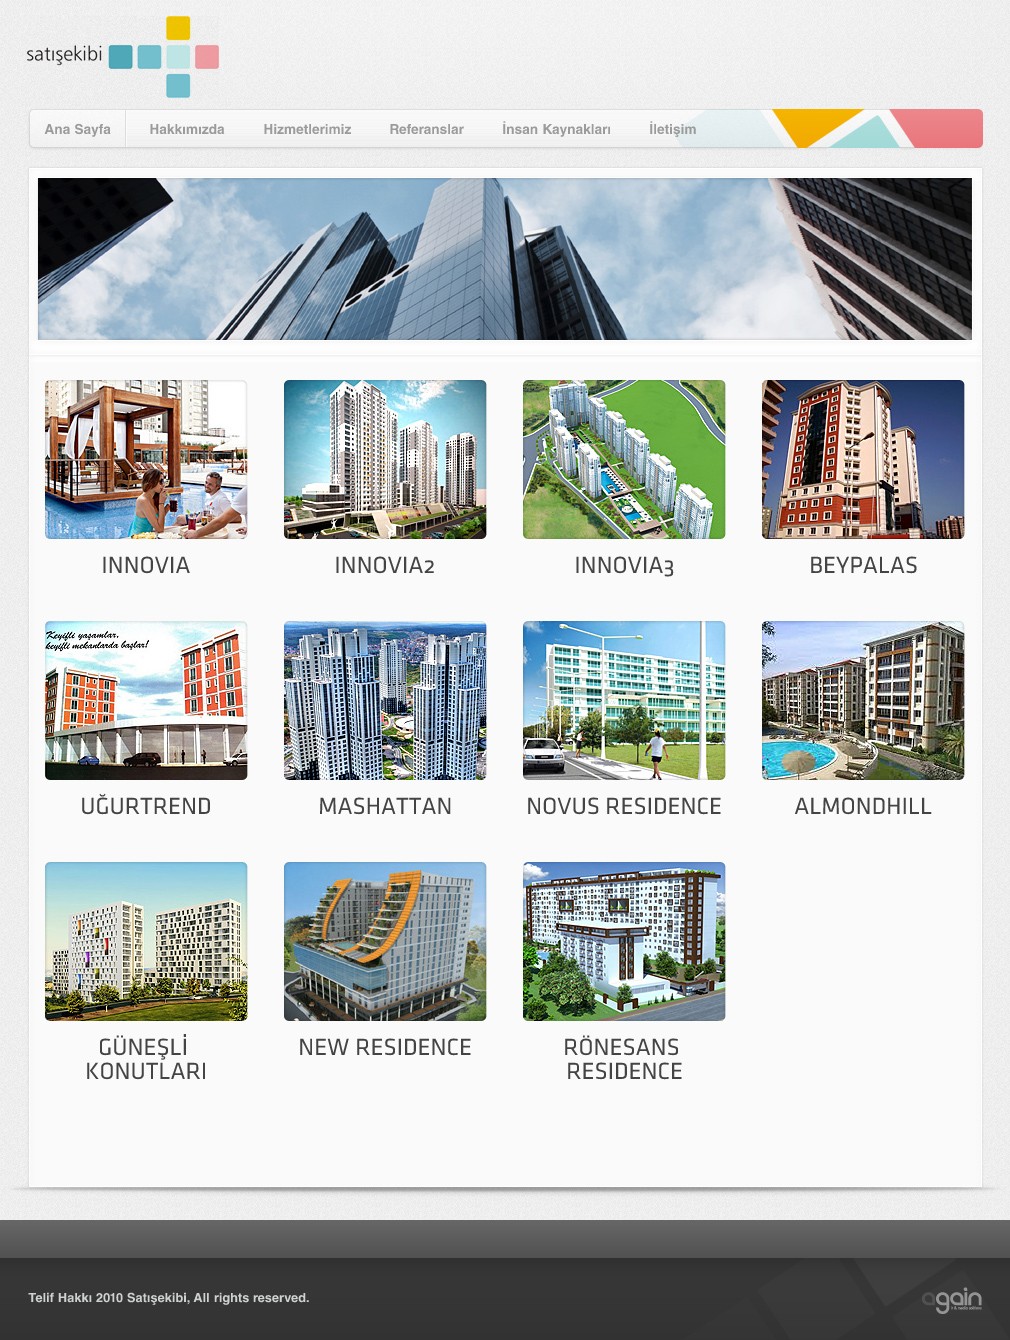 satışekibi
Ana Sayfa Hakkımızda Hizmetlerimiz Referanslar İnsan Kaynakları İletişim
INNOVIA INNOVIA2 INNOVIA3 BEYPALAS
Keyifli yaşamlar,
keyifli mekanlarda başlar!
UĞURTREND MASHATTAN NOVUS RESIDENCE ALMONDHILL
GÜNEŞLİ
KONUTLARI
NEW RESIDENCE
RÖNESANS
RESIDENCE
Telif Hakkı 2010 Satışekibi, All rights reserved.
again